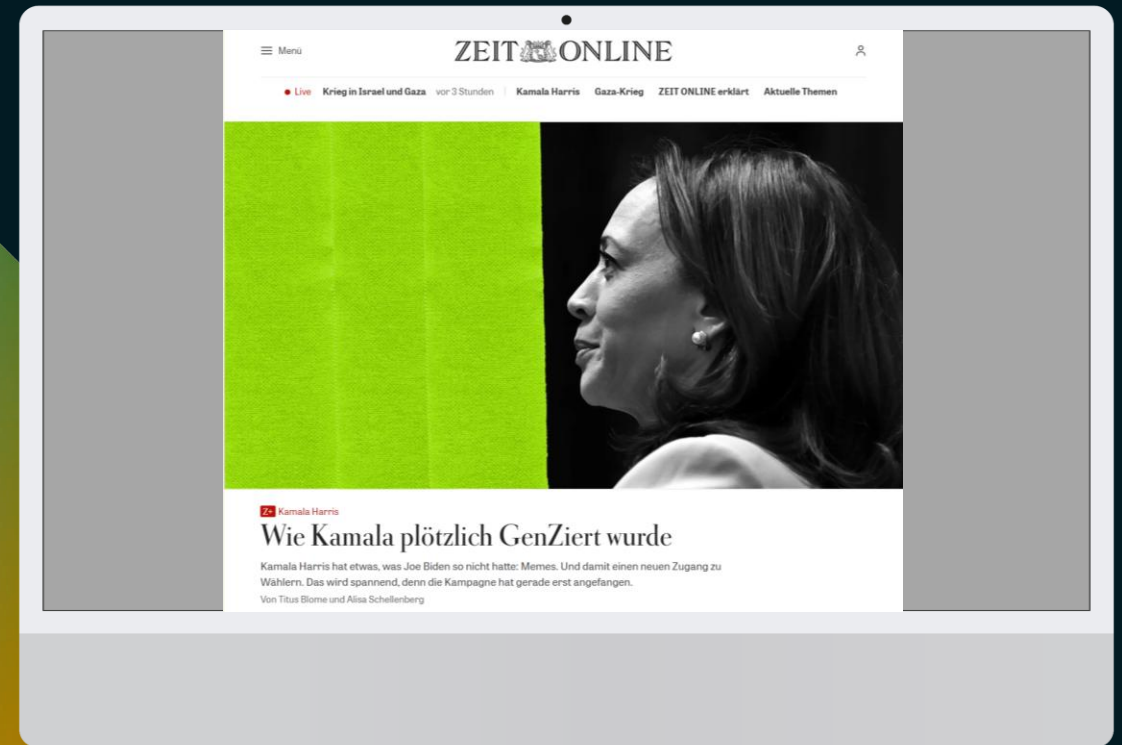 Menü
ZEIT ONLINE
Live Krieg in Israel und Gaza vor 3 Stunden Kamala Harris Gaza-Krieg ZEIT ONLINE erklärt Aktuelle Themen
Z+ Kamala Harris
Wie Kamala plötzlich GenZiert wurde
Kamala Harris hat etwas, was Joe Biden so nicht hatte: Memes. Und damit einen neuen Zugang zu
Wählern. Das wird spannend, denn die Kampagne hat gerade erst angefangen.
Von Titus Blome und Alisa Schellenberg